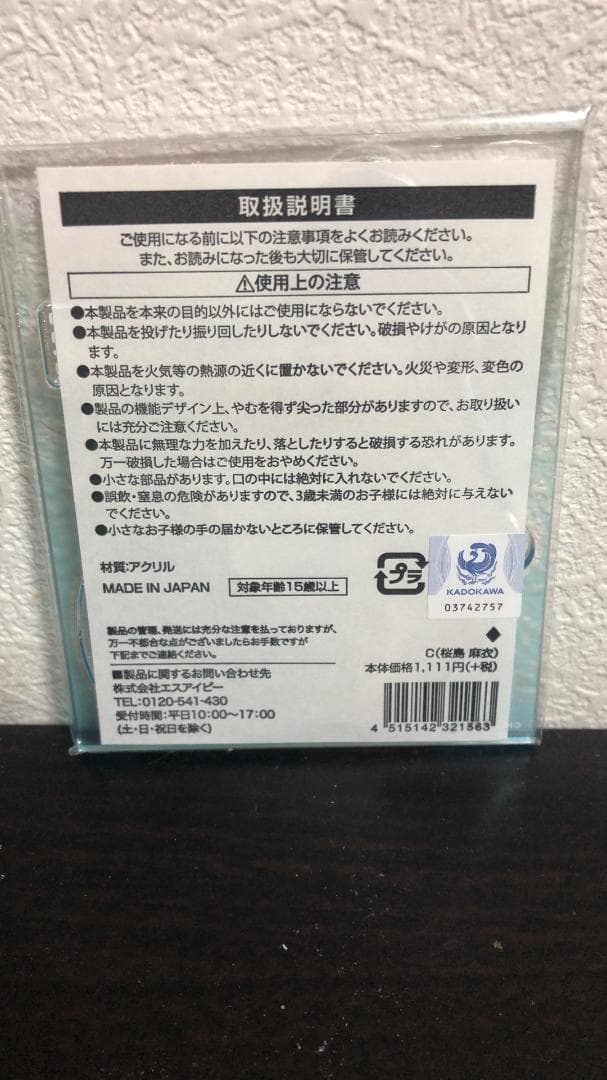 取扱説明書
ご使用になる前に以下の注意事項をよくお読みください。
また、お読みになった後も大切に保管してください。
⚠使用上の注意
●本製品を本来の目的以外にはご使用にならないでください。
●本製品を投げたり振り回したりしないでください。破損やけがの原因となり
ます。
●本製品を火気等の熱源の近くに置かないでください。火災や変形、変色の
原因となります。
●製品の機能デザイン上、やむを得ず尖った部分がありますので、お取り扱い
には充分ご注意ください。
●本製品に無理な力を加えたり、落としたりすると破損する恐れがあります。
万一破損した場合はご使用をおやめください。
●小さな部品があります。口の中には絶対に入れないでください。
●誤飲・窒息の危険がありますので、3歳未満のお子様には絶対に与えない
でください。
●小さなお子様の手の届かないところに保管してください。
材質:アクリル
MADE IN JAPAN
対象年齢15歳以上
プラ
KADOKAWA
03742757
製品の管理、発送には充分な注意を払っておりますが、
万一不都合な点がございましたらお手数ですが
下記までご連絡ください。
■製品に関するお問い合わせ先
株式会社エスアイピー
TEL:0120-541-430
受付時間:平日10:00〜17:00
(土・日・祝日を除く)
◆
C(桜島 麻衣)
本体価格1,111円(+税)
4 515142 321563